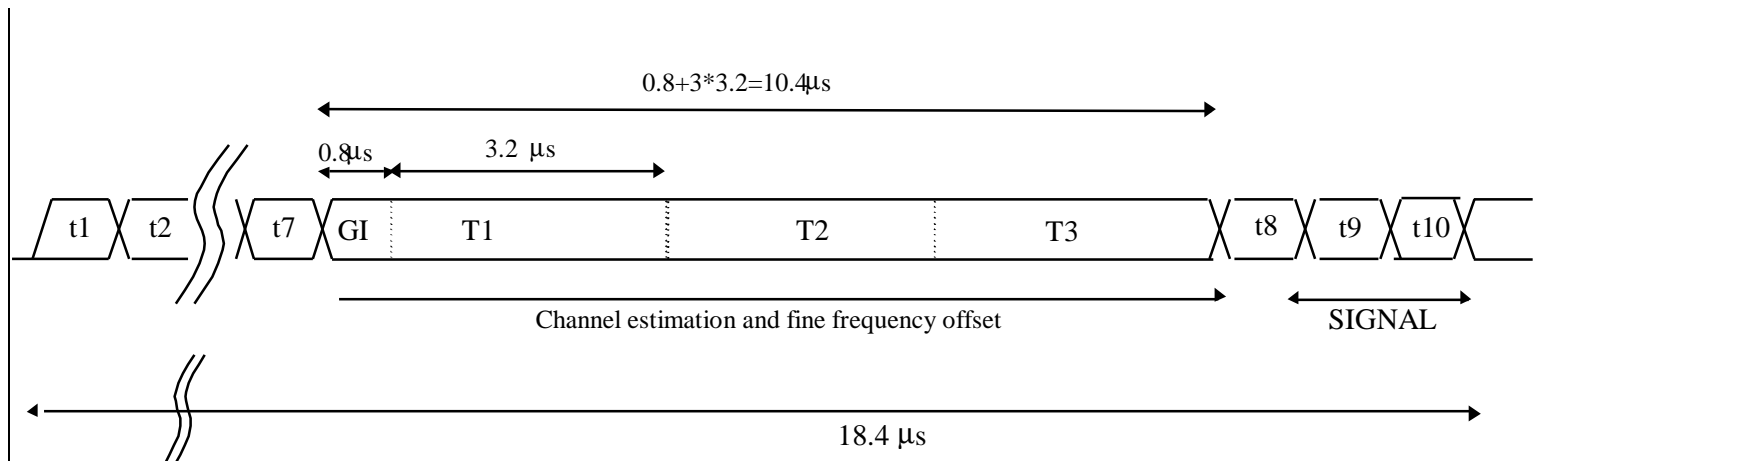 0.8+3*3.2=10.4μs
0.8μs 3.2 μs
t1 t2 t7 GI T1 T2 T3 t8 t9 t10
Channel estimation and fine frequency offset SIGNAL
18.4 μs